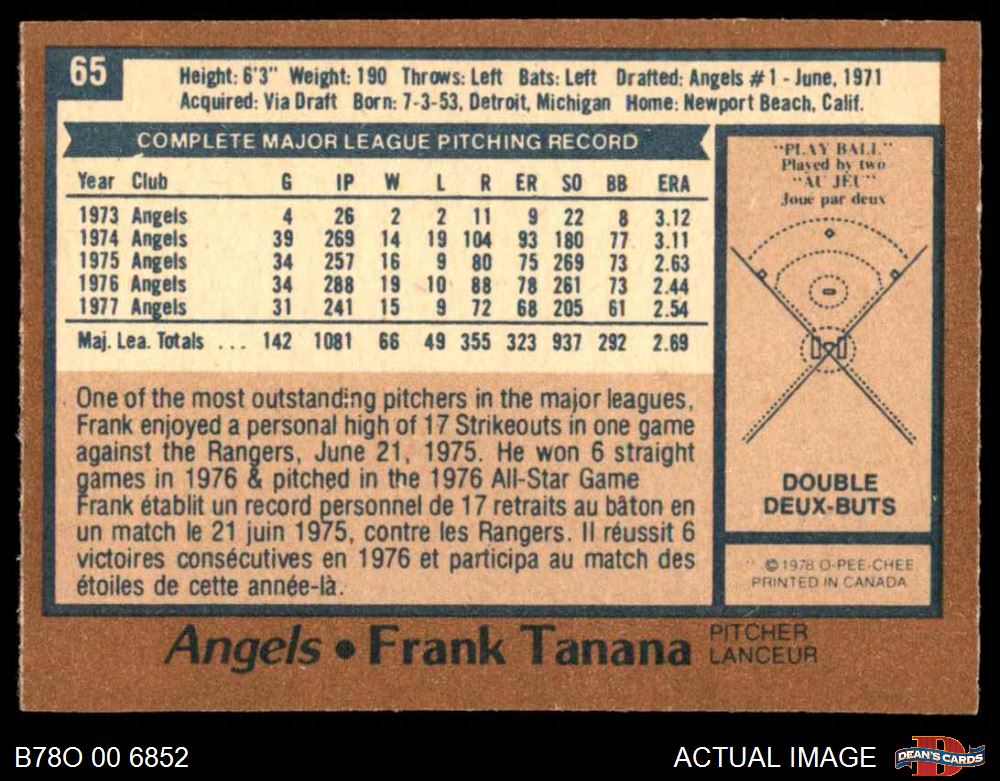 65
Height: 6'3" Weight: 190 Throws: Left Bats: Left Drafted: Angels #1 - June, 1971
Acquired: Via Draft Born: 7-3-53, Detroit, Michigan Home: Newport Beach, Calif.
COMPLETE MAJOR LEAGUE PITCHING RECORD
Year Club G IP W L R ER SO BB ERA
1973 Angels 4 26 2 2 11 9 22 8 3.12
1974 Angels 39 269 14 19 104 93 180 77 3.11
1975 Angels 34 257 16 9 80 75 269 73 2.63
1976 Angels 34 288 19 10 88 78 261 73 2.44
1977 Angels 31 241 15 9 72 68 205 61 2.54
Maj. Lea. Totals ... 142 1081 66 49 355 323 937 292 2.69
One of the most outstanding pitchers in the major leagues,
Frank enjoyed a personal high of 17 Strikeouts in one game
against the Rangers, June 21, 1975. He won 6 straight
games in 1976 & pitched in the 1976 All-Star Game
Frank établit un record personnel de 17 retraits au bâton en
un match le 21 juin 1975, contre les Rangers. Il réussit 6
victoires consécutives en 1976 et participa au match des
étoiles de cette année-là.
"PLAY BALL"
Played by two
"AU JEU"
Joue par deux
DOUBLE
DEUX-BUTS
© 1978 O-PEE-CHEE
PRINTED IN CANADA
Angels • Frank Tanana PITCHER
LANCEUR
B78O 00 6852
ACTUAL IMAGE
DEAN'S CARDS